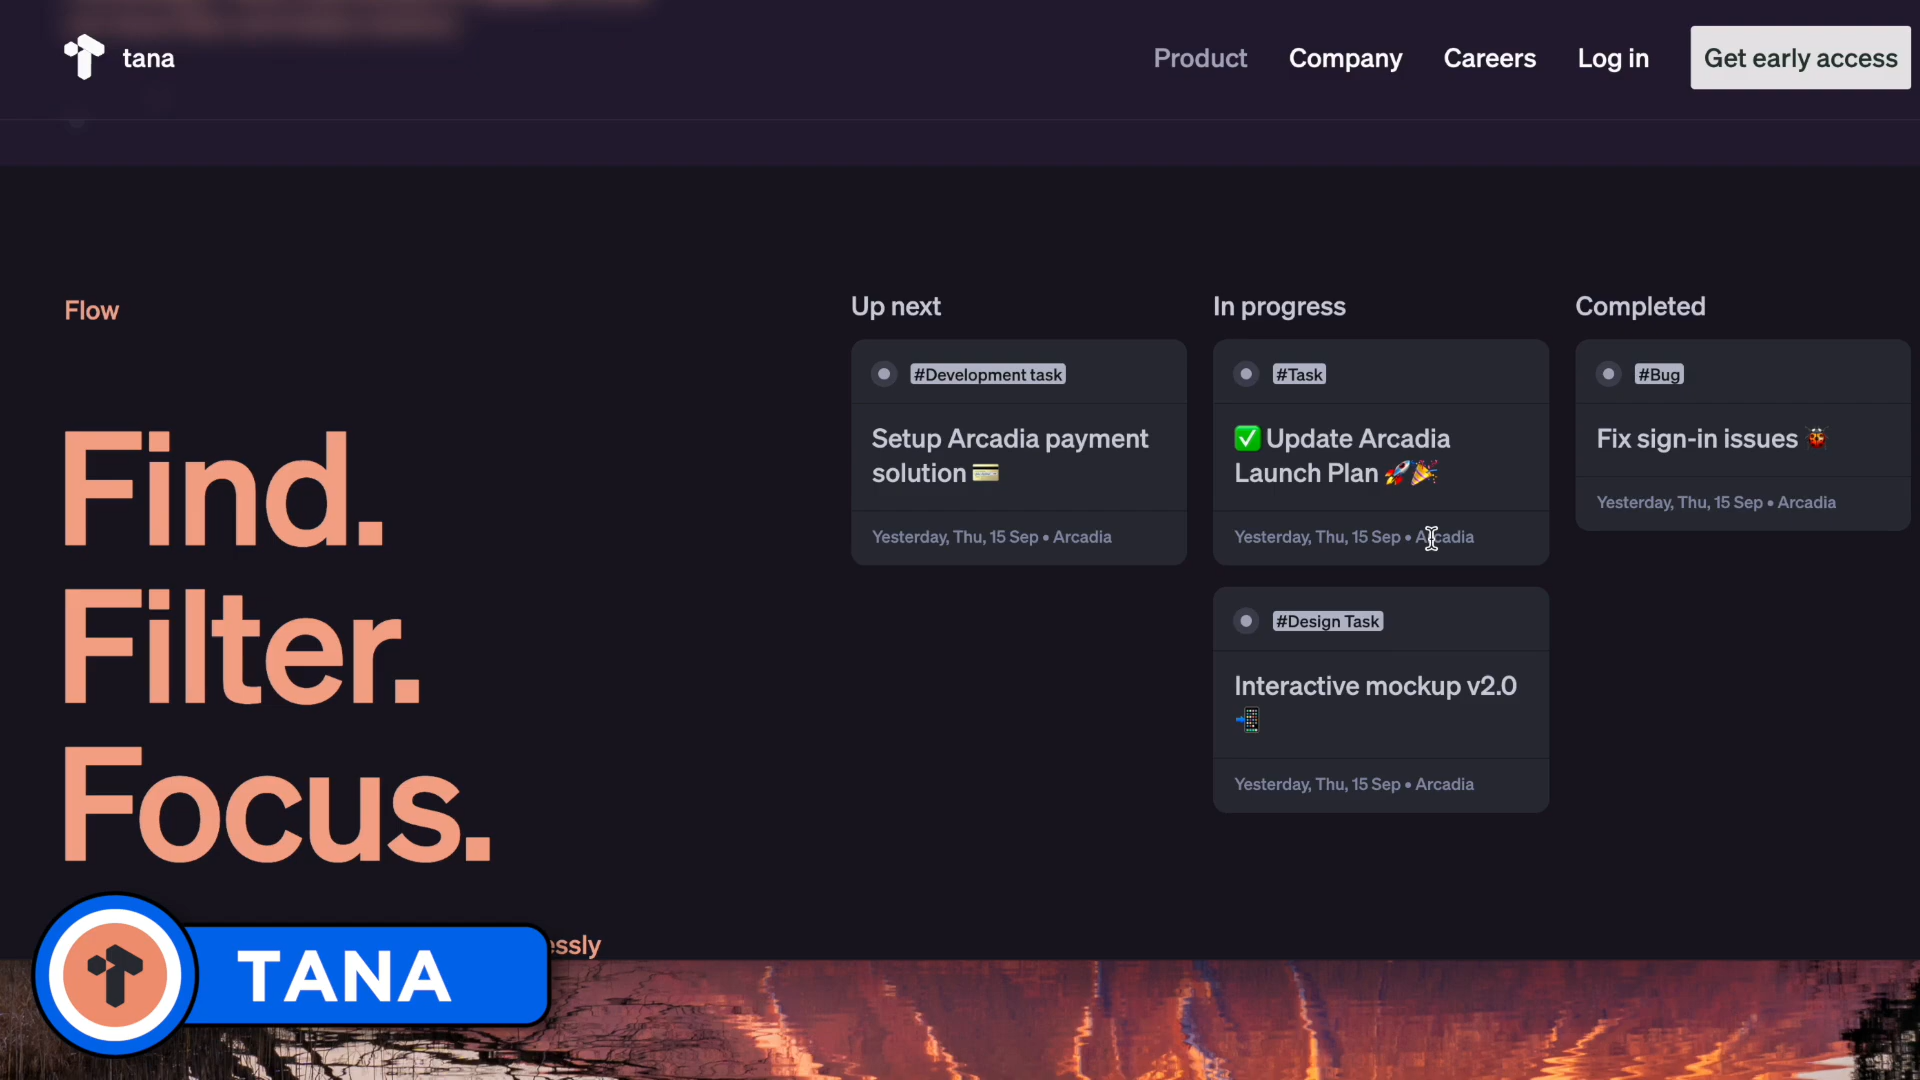 tana
Product
Company
Careers
Log in
Get early access
Flow
Find.
Filter.
Focus.
Up next
#Development task
Setup Arcadia payment
solution 💳
Yesterday, Thu, 15 Sep • Arcadia
In progress
#Task
✅ Update Arcadia
Launch Plan 🚀🎉
Yesterday, Thu, 15 Sep • Arcadia
#Design Task
Interactive mockup v2.0
📲
Yesterday, Thu, 15 Sep • Arcadia
Completed
#Bug
Fix sign-in issues 🐞
Yesterday, Thu, 15 Sep • Arcadia
TANA